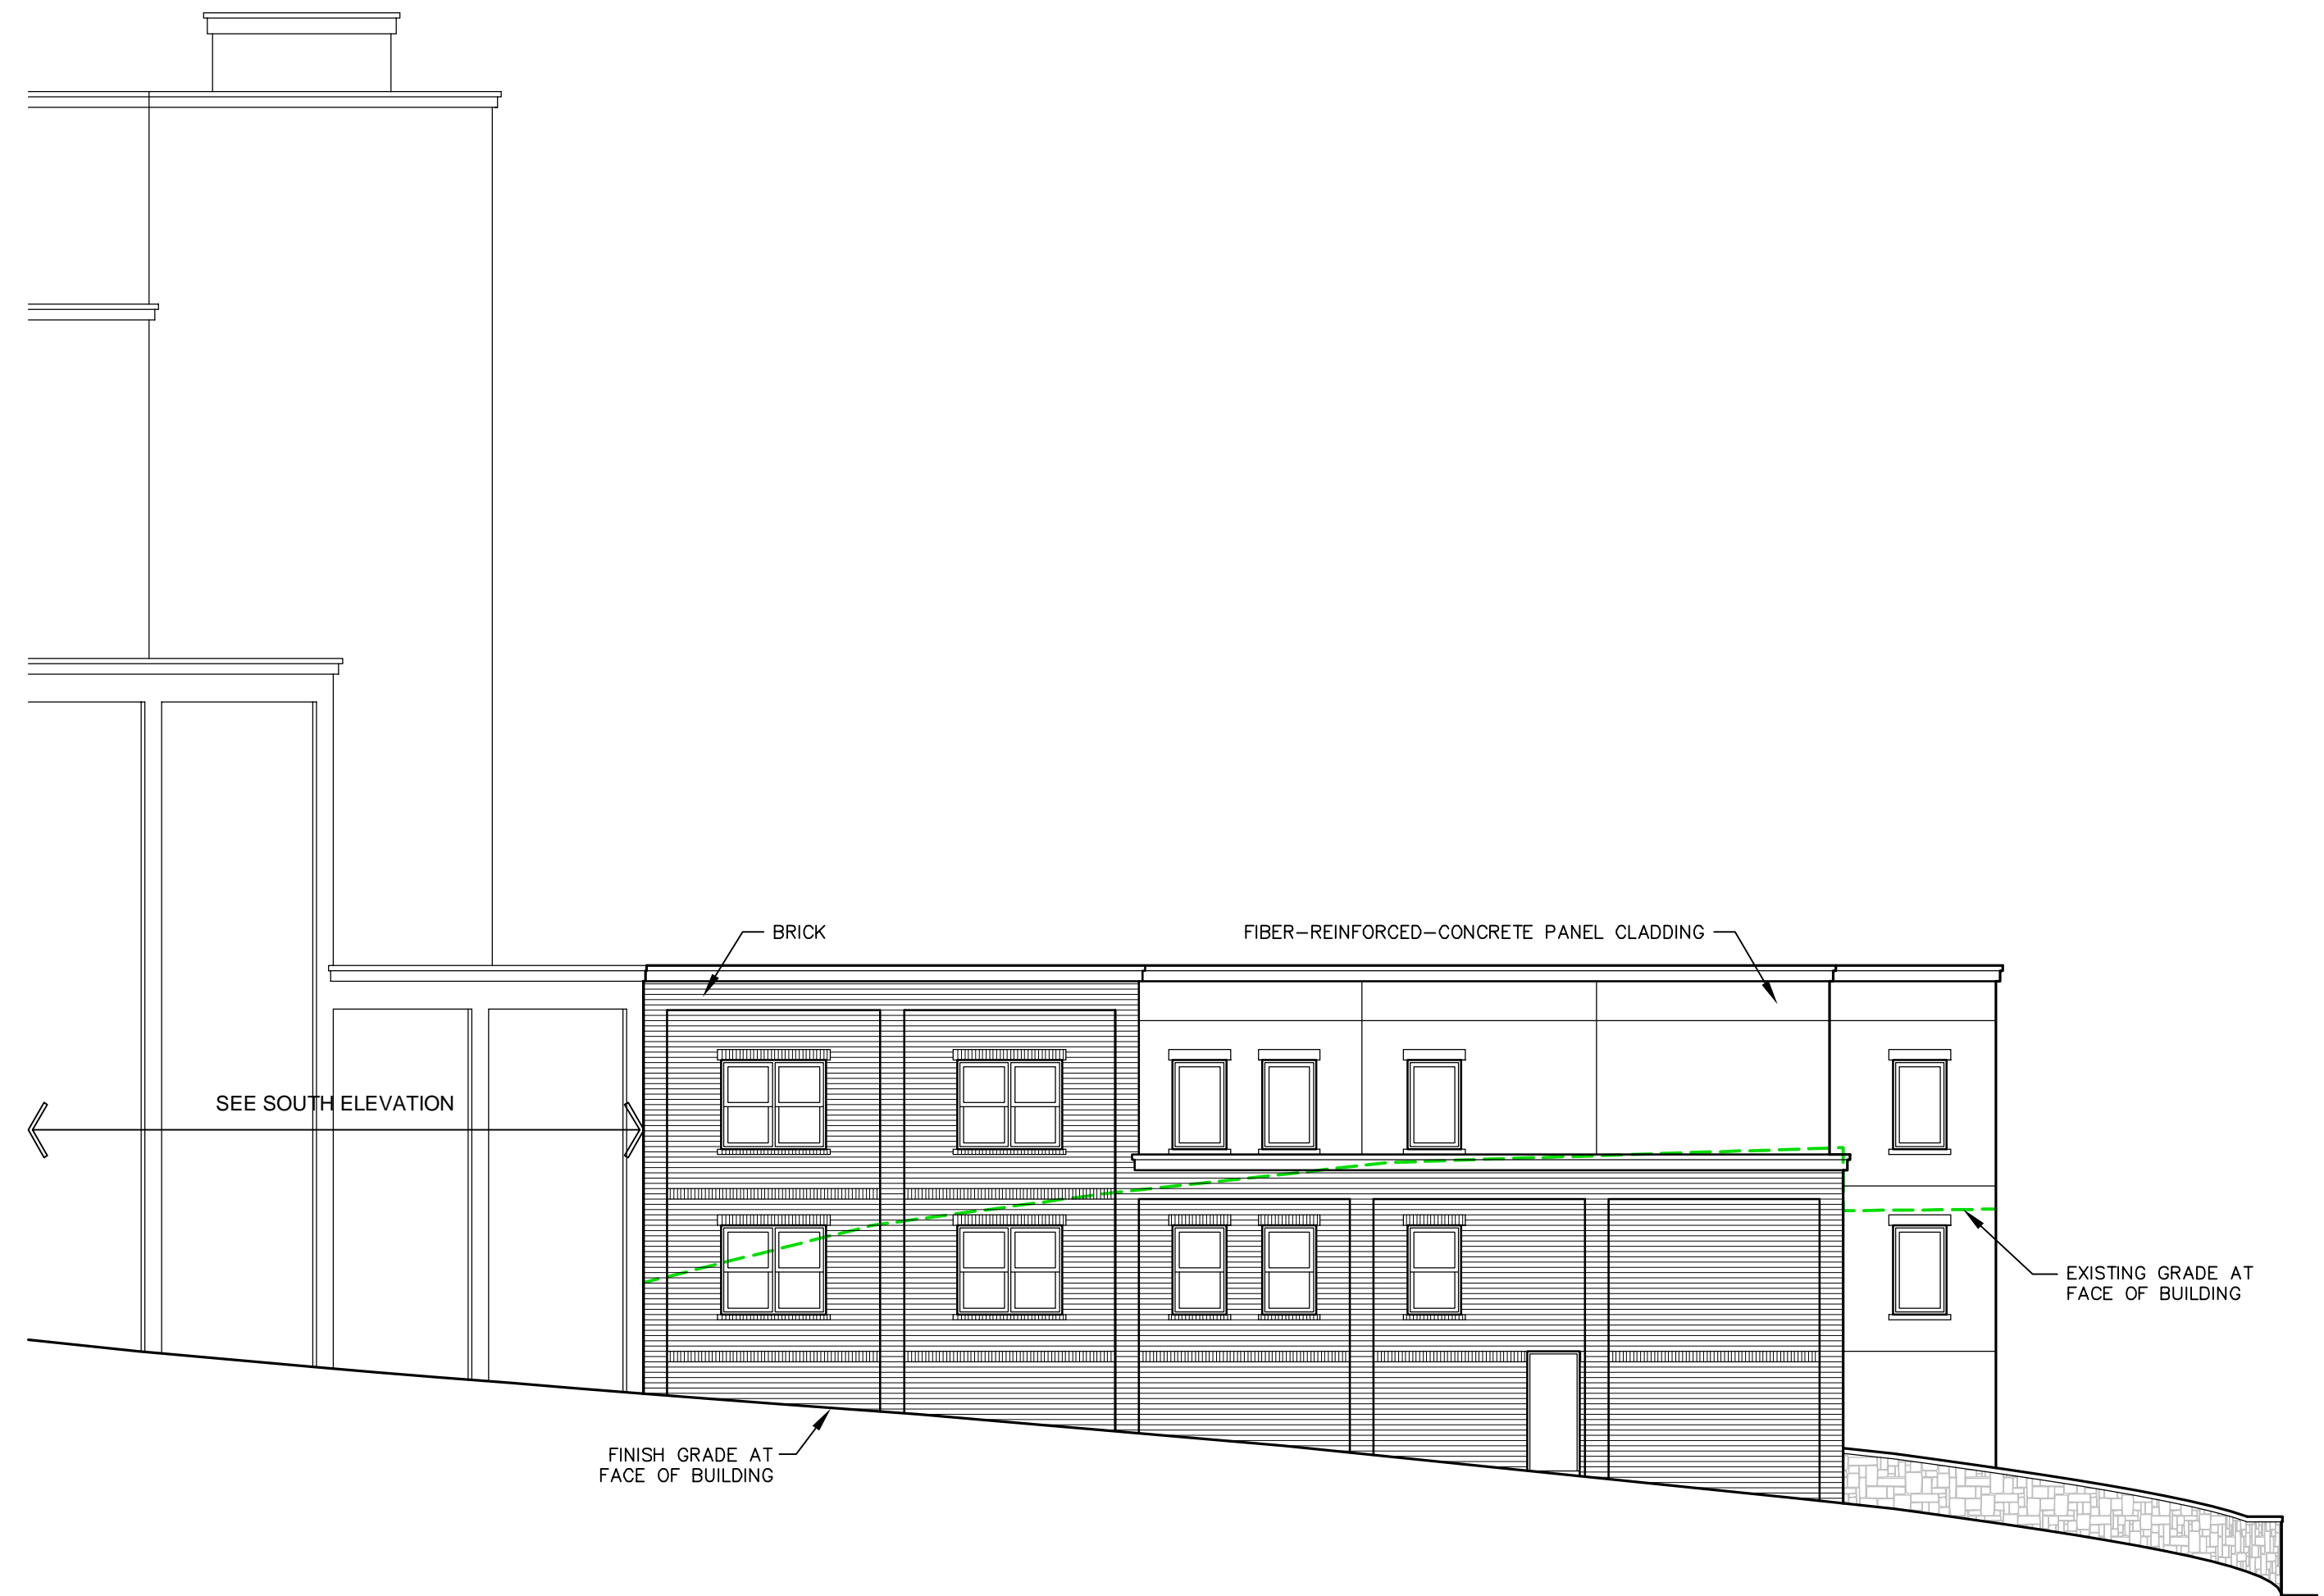 BRICK
FIBER-REINFORCED-CONCRETE PANEL CLADDING
SEE SOUTH ELEVATION
EXISTING GRADE AT
FACE OF BUILDING
FINISH GRADE AT
FACE OF BUILDING